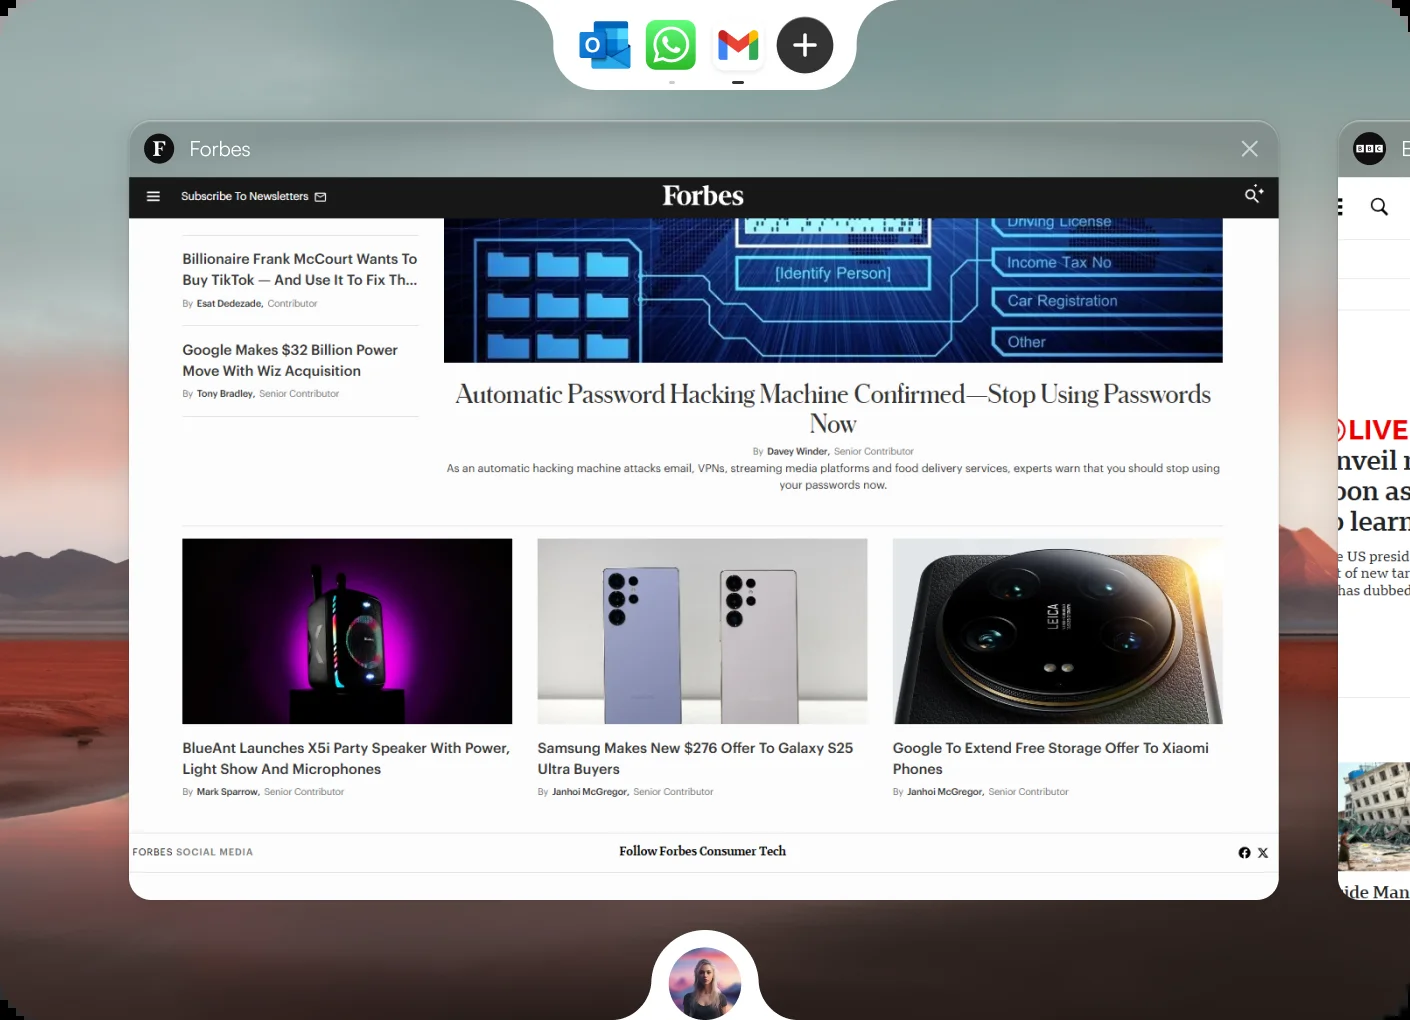 Forbes
Subscribe To Newsletters
Forbes
Billionaire Frank McCourt Wants To
Buy TikTok — And Use It To Fix Th...
By Esat Dedezade, Contributor
Google Makes $32 Billion Power
Move With Wiz Acquisition
By Tony Bradley, Senior Contributor
Driving License
[Identify Person]
Income Tax No
Car Registration
Other
Automatic Password Hacking Machine Confirmed—Stop Using Passwords
Now
By Davey Winder, Senior Contributor
As an automatic hacking machine attacks email, VPNs, streaming media platforms and food delivery services, experts warn that you should stop using
your passwords now.
LEICA
BlueAnt Launches X5i Party Speaker With Power,
Light Show And Microphones
By Mark Sparrow, Senior Contributor
Samsung Makes New $276 Offer To Galaxy S25
Ultra Buyers
By Janhoi McGregor, Senior Contributor
Google To Extend Free Storage Offer To Xiaomi
Phones
By Janhoi McGregor, Senior Contributor
FORBES SOCIAL MEDIA
Follow Forbes Consumer Tech
BBC
LIVE
oon as
learn
US presid
t of new tar
has dubbed
ide Man